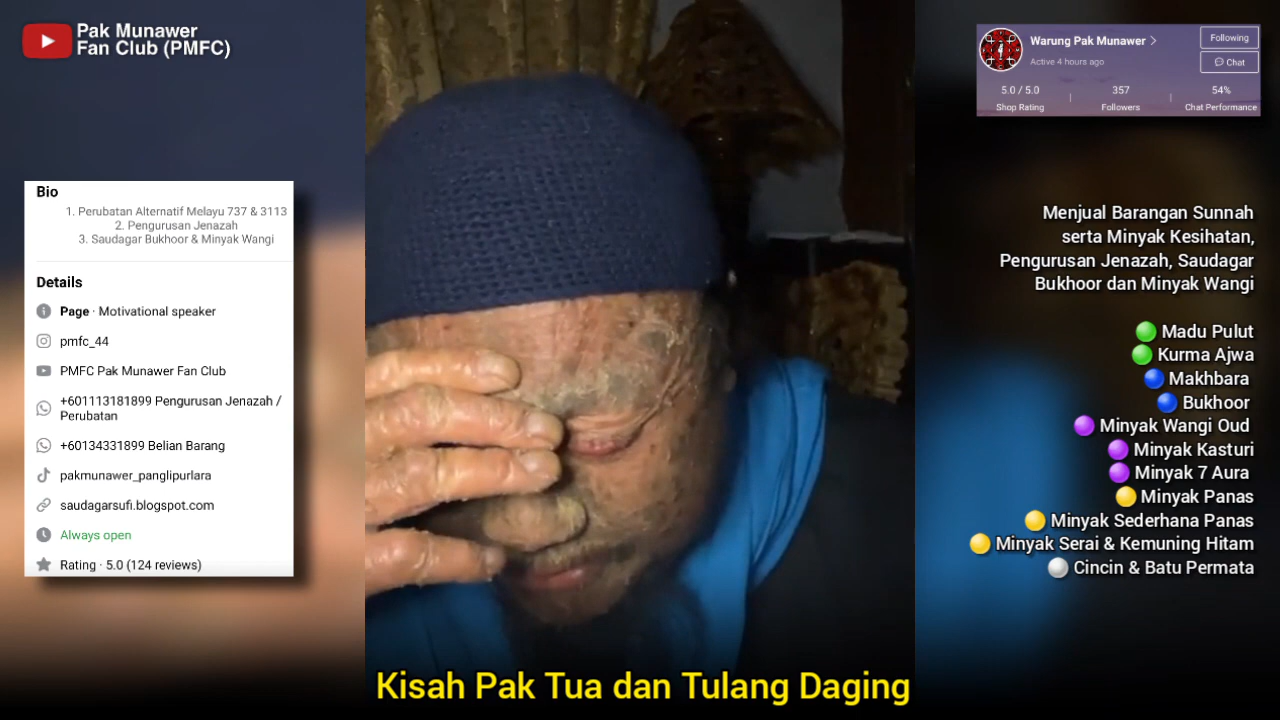 Pak Munawer
Fan Club (PMFC)
Bio
1. Perubatan Alternatif Melayu 737 & 3113
2. Pengurusan Jenazah
3. Saudagar Bukhoor & Minyak Wangi
Details
Page · Motivational speaker
pmfc_44
PMFC Pak Munawer Fan Club
+601113181899 Pengurusan Jenazah /
Perubatan
+60134331899 Belian Barang
pakmunawer_panglipurlara
saudagarsufi.blogspot.com
Always open
Rating · 5.0 (124 reviews)
Kisah Pak Tua dan Tulang Daging
Warung Pak Munawer
Following
Active 4 hours ago
Chat
5.0 / 5.0
357
54%
Shop Rating
Followers
Chat Performance
Menjual Barangan Sunnah
serta Minyak Kesihatan,
Pengurusan Jenazah, Saudagar
Bukhoor dan Minyak Wangi
Madu Pulut
Kurma Ajwa
Makhbara
Bukhoor
Minyak Wangi Oud
Minyak Kasturi
Minyak 7 Aura
Minyak Panas
Minyak Sederhana Panas
Minyak Serai & Kemuning Hitam
Cincin & Batu Permata